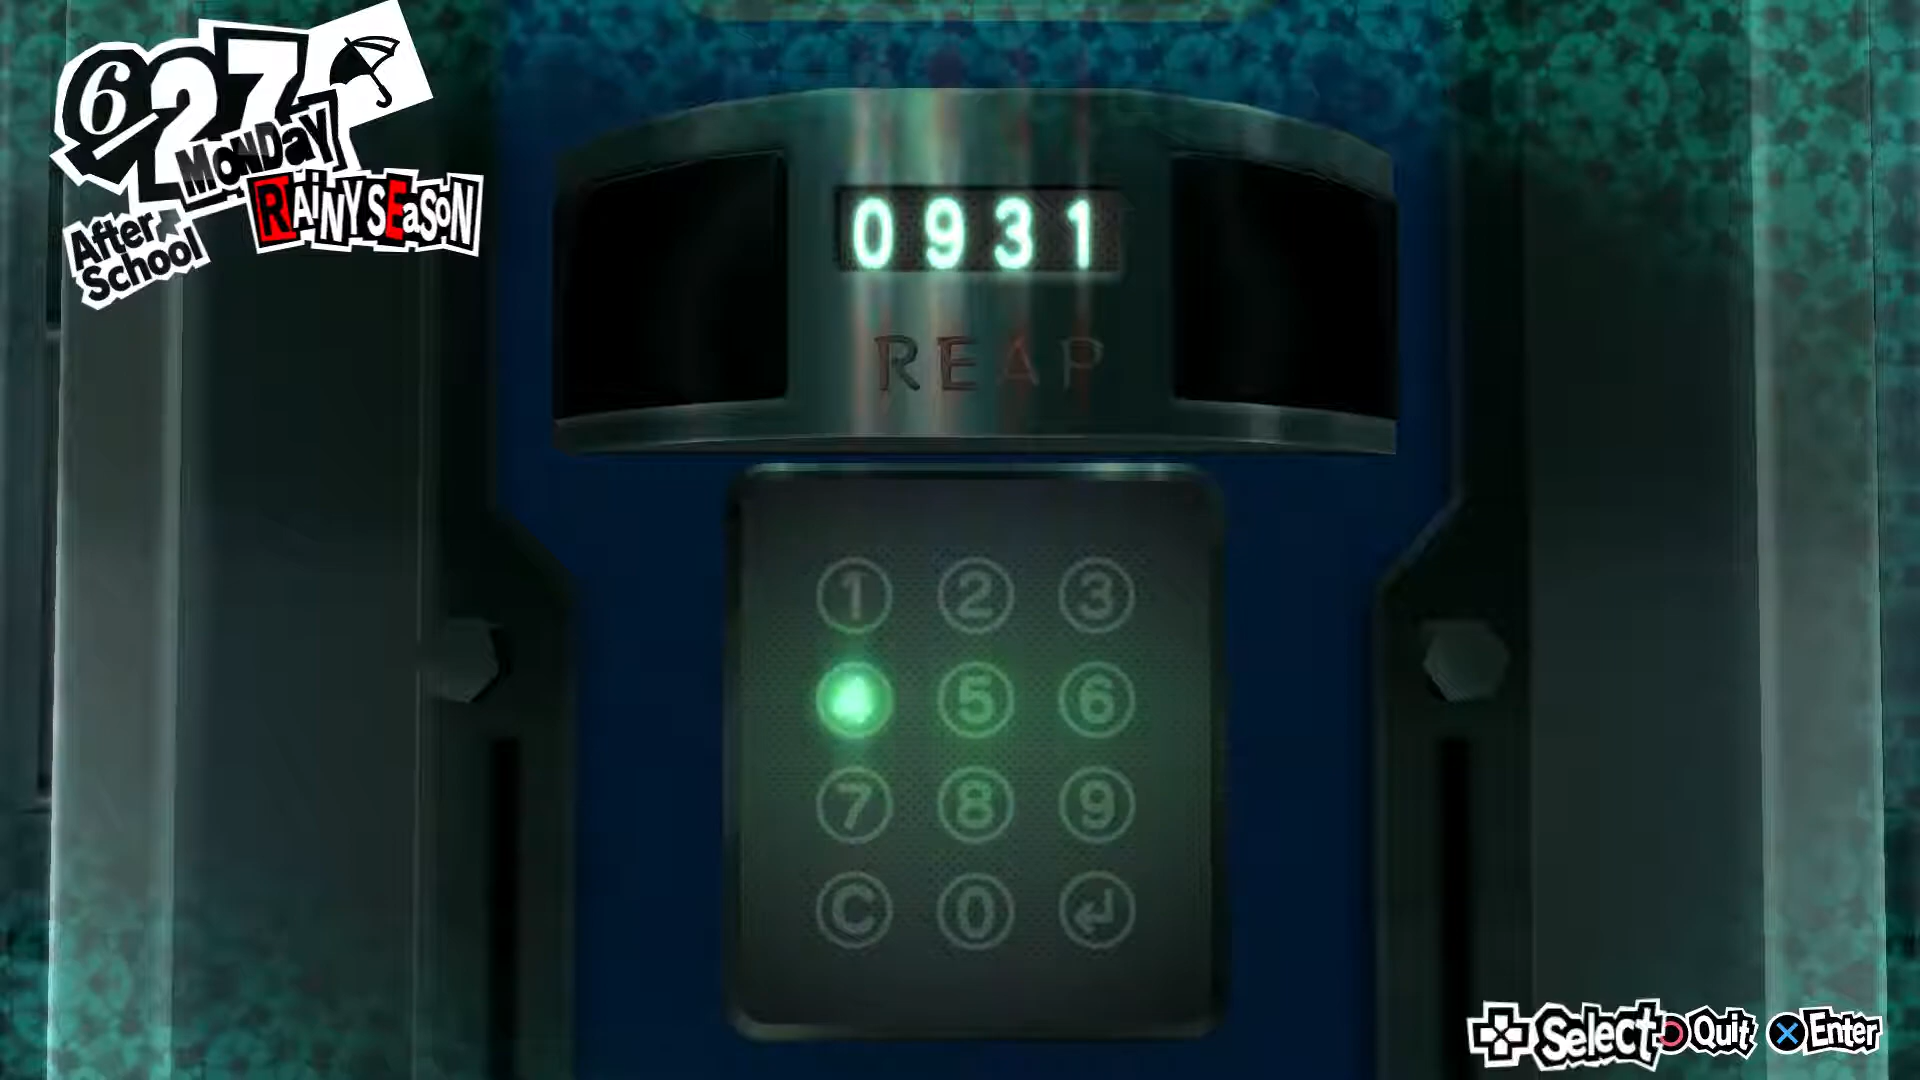 6/27
MONDAY
RAINY SEASON
After
School
0931
REAP
1 2 3
4 5 6
7 8 9
C 0
Select Quit Enter